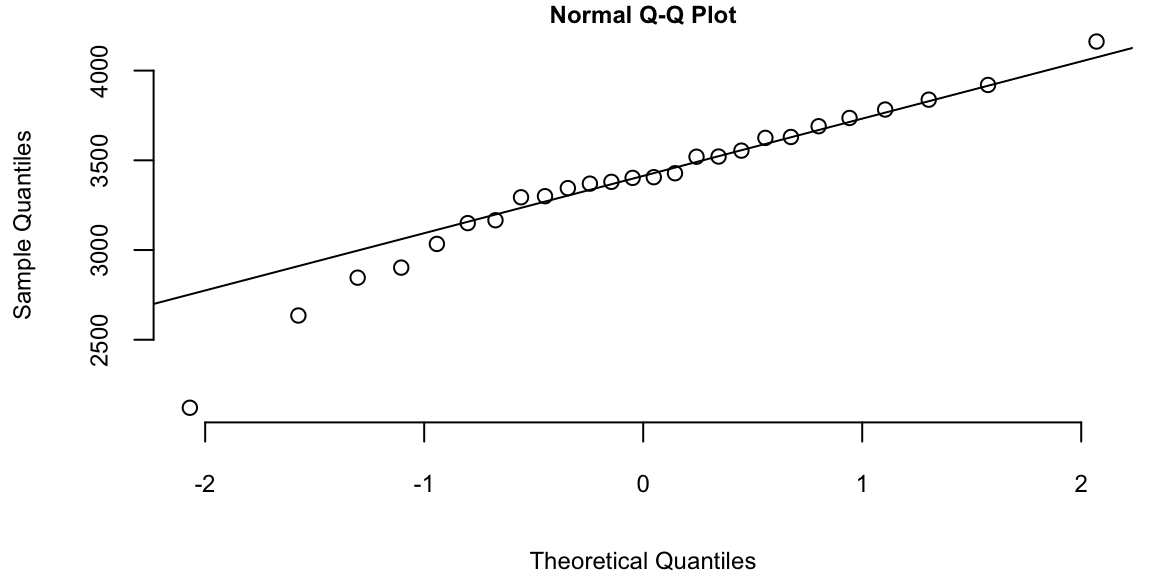 Normal Q-Q Plot
Sample Quantiles
4000
3500
3000
2500
-2 -1 0 1 2
Theoretical Quantiles